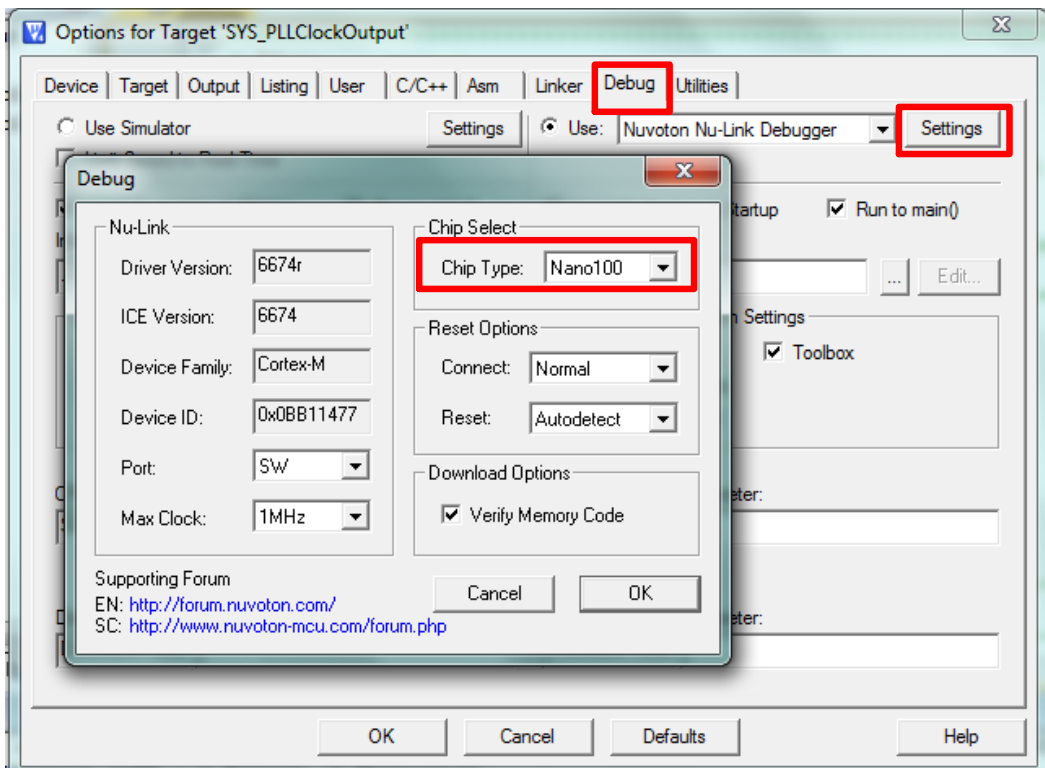 Options for Target 'SYS_PLLClockOutput'
Device Target Output Listing User C/C++ Asm Linker Debug Utilities
Use Simulator Settings Use: Nuvoton Nu-Link Debugger Settings
Debug
Startup Run to main()
Nu-Link
Driver Version: 6674r
ICE Version: 6674
Device Family: Cortex-M
Device ID: 0x0BB11477
Port: SW
Max Clock: 1MHz
Chip Select
Chip Type: Nano100
Reset Options
Connect: Normal
Reset: Autodetect
Download Options
Verify Memory Code
... Edit...
Settings
Toolbox
eter:
eter:
Supporting Forum
EN: http://forum.nuvoton.com/
SC: http://www.nuvoton-mcu.com/forum.php
Cancel OK
OK Cancel Defaults Help